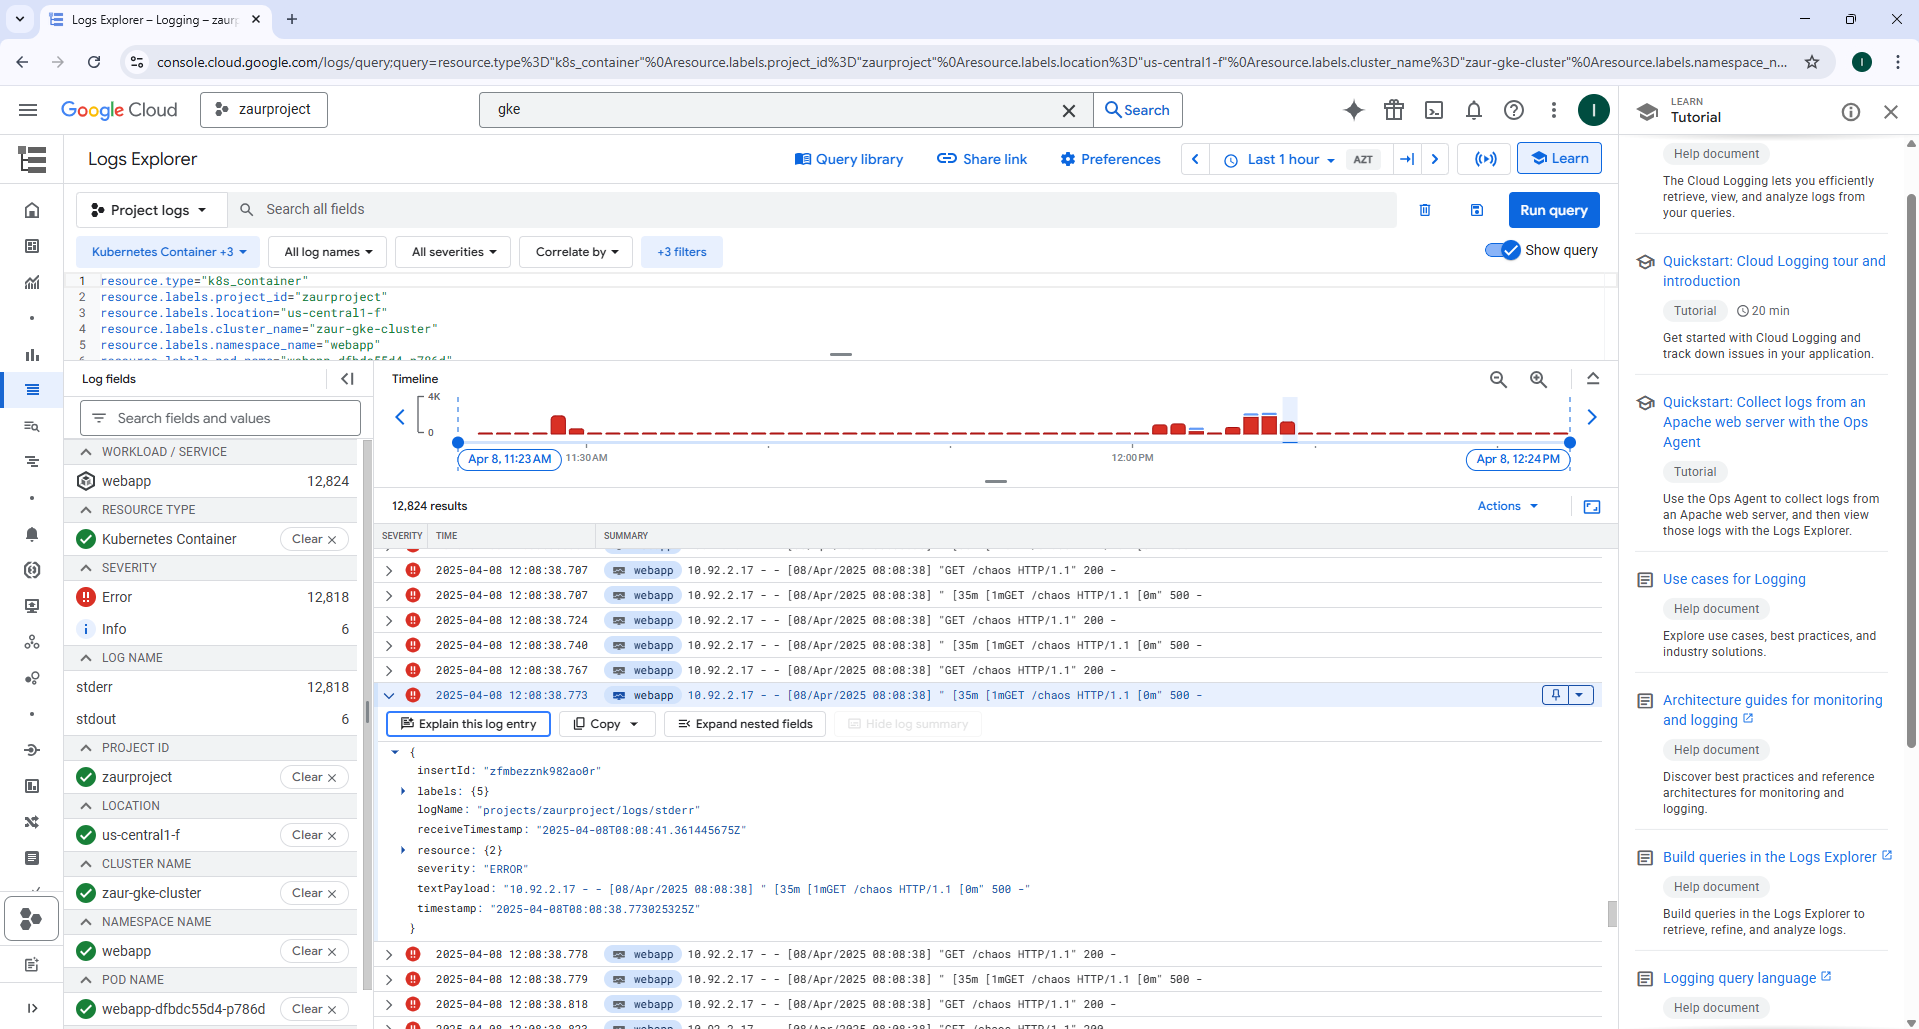 Logs Explorer – Logging – zaurp
console.cloud.google.com/logs/query;query=resource.type%3D"k8s_container"%0Aresource.labels.project_id%3D"zaurproject"%0Aresource.labels.location%3D"us-central1-f"%0Aresource.labels.cluster_name%3D"zaur-gke-cluster"%0Aresource.labels.namespace_n...
I
Google Cloud
zaurproject
gke
Search
I
LEARN
Tutorial
Logs Explorer
Query library
Share link
Preferences
Last 1 hour
AZT
Learn
Project logs
Search all fields
Run query
Kubernetes Container +3
All log names
All severities
Correlate by
+3 filters
Show query
1 resource.type="k8s_container"
2 resource.labels.project_id="zaurproject"
3 resource.labels.location="us-central1-f"
4 resource.labels.cluster_name="zaur-gke-cluster"
5 resource.labels.namespace_name="webapp"
6 resource.labels.pod_name="webapp-dfbdc55d4-p786d"
Log fields
Search fields and values
WORKLOAD / SERVICE
webapp 12,824
RESOURCE TYPE
Kubernetes Container Clear
SEVERITY
Error 12,818
Info 6
LOG NAME
stderr 12,818
stdout 6
PROJECT ID
zaurproject Clear
LOCATION
us-central1-f Clear
CLUSTER NAME
zaur-gke-cluster Clear
NAMESPACE NAME
webapp Clear
POD NAME
webapp-dfbdc55d4-p786d Clear
Timeline
4K
0
Apr 8, 11:23 AM
11:30 AM
12:00 PM
Apr 8, 12:24 PM
12,824 results
Actions
SEVERITY TIME SUMMARY
2025-04-08 12:08:38.707 webapp 10.92.2.17 - - [08/Apr/2025 08:08:38] "GET /chaos HTTP/1.1" 200 -
2025-04-08 12:08:38.707 webapp 10.92.2.17 - - [08/Apr/2025 08:08:38] " [35m [1mGET /chaos HTTP/1.1 [0m" 500 -
2025-04-08 12:08:38.724 webapp 10.92.2.17 - - [08/Apr/2025 08:08:38] "GET /chaos HTTP/1.1" 200 -
2025-04-08 12:08:38.740 webapp 10.92.2.17 - - [08/Apr/2025 08:08:38] " [35m [1mGET /chaos HTTP/1.1 [0m" 500 -
2025-04-08 12:08:38.767 webapp 10.92.2.17 - - [08/Apr/2025 08:08:38] "GET /chaos HTTP/1.1" 200 -
2025-04-08 12:08:38.773 webapp 10.92.2.17 - - [08/Apr/2025 08:08:38] " [35m [1mGET /chaos HTTP/1.1 [0m" 500 -
Explain this log entry
Copy
Expand nested fields
Hide log summary
{
insertId: "zfmbezznk982ao0r"
labels: {5}
logName: "projects/zaurproject/logs/stderr"
receiveTimestamp: "2025-04-08T08:08:41.361445675Z"
resource: {2}
severity: "ERROR"
textPayload: "10.92.2.17 - - [08/Apr/2025 08:08:38] " [35m [1mGET /chaos HTTP/1.1 [0m" 500 -"
timestamp: "2025-04-08T08:08:38.773025325Z"
}
2025-04-08 12:08:38.778 webapp 10.92.2.17 - - [08/Apr/2025 08:08:38] "GET /chaos HTTP/1.1" 200 -
2025-04-08 12:08:38.779 webapp 10.92.2.17 - - [08/Apr/2025 08:08:38] " [35m [1mGET /chaos HTTP/1.1 [0m" 500 -
2025-04-08 12:08:38.818 webapp 10.92.2.17 - - [08/Apr/2025 08:08:38] "GET /chaos HTTP/1.1" 200 -
Help document
The Cloud Logging lets you efficiently
retrieve, view, and analyze logs from
your queries.
Quickstart: Cloud Logging tour and
introduction
Tutorial 20 min
Get started with Cloud Logging and
track down issues in your application.
Quickstart: Collect logs from an
Apache web server with the Ops
Agent
Tutorial
Use the Ops Agent to collect logs from
an Apache web server, and then view
those logs with the Logs Explorer.
Use cases for Logging
Help document
Explore use cases, best practices, and
industry solutions.
Architecture guides for monitoring
and logging
Help document
Discover best practices and reference
architectures for monitoring and
logging.
Build queries in the Logs Explorer
Help document
Build queries in the Logs Explorer to
retrieve, refine, and analyze logs.
Logging query language
Help document